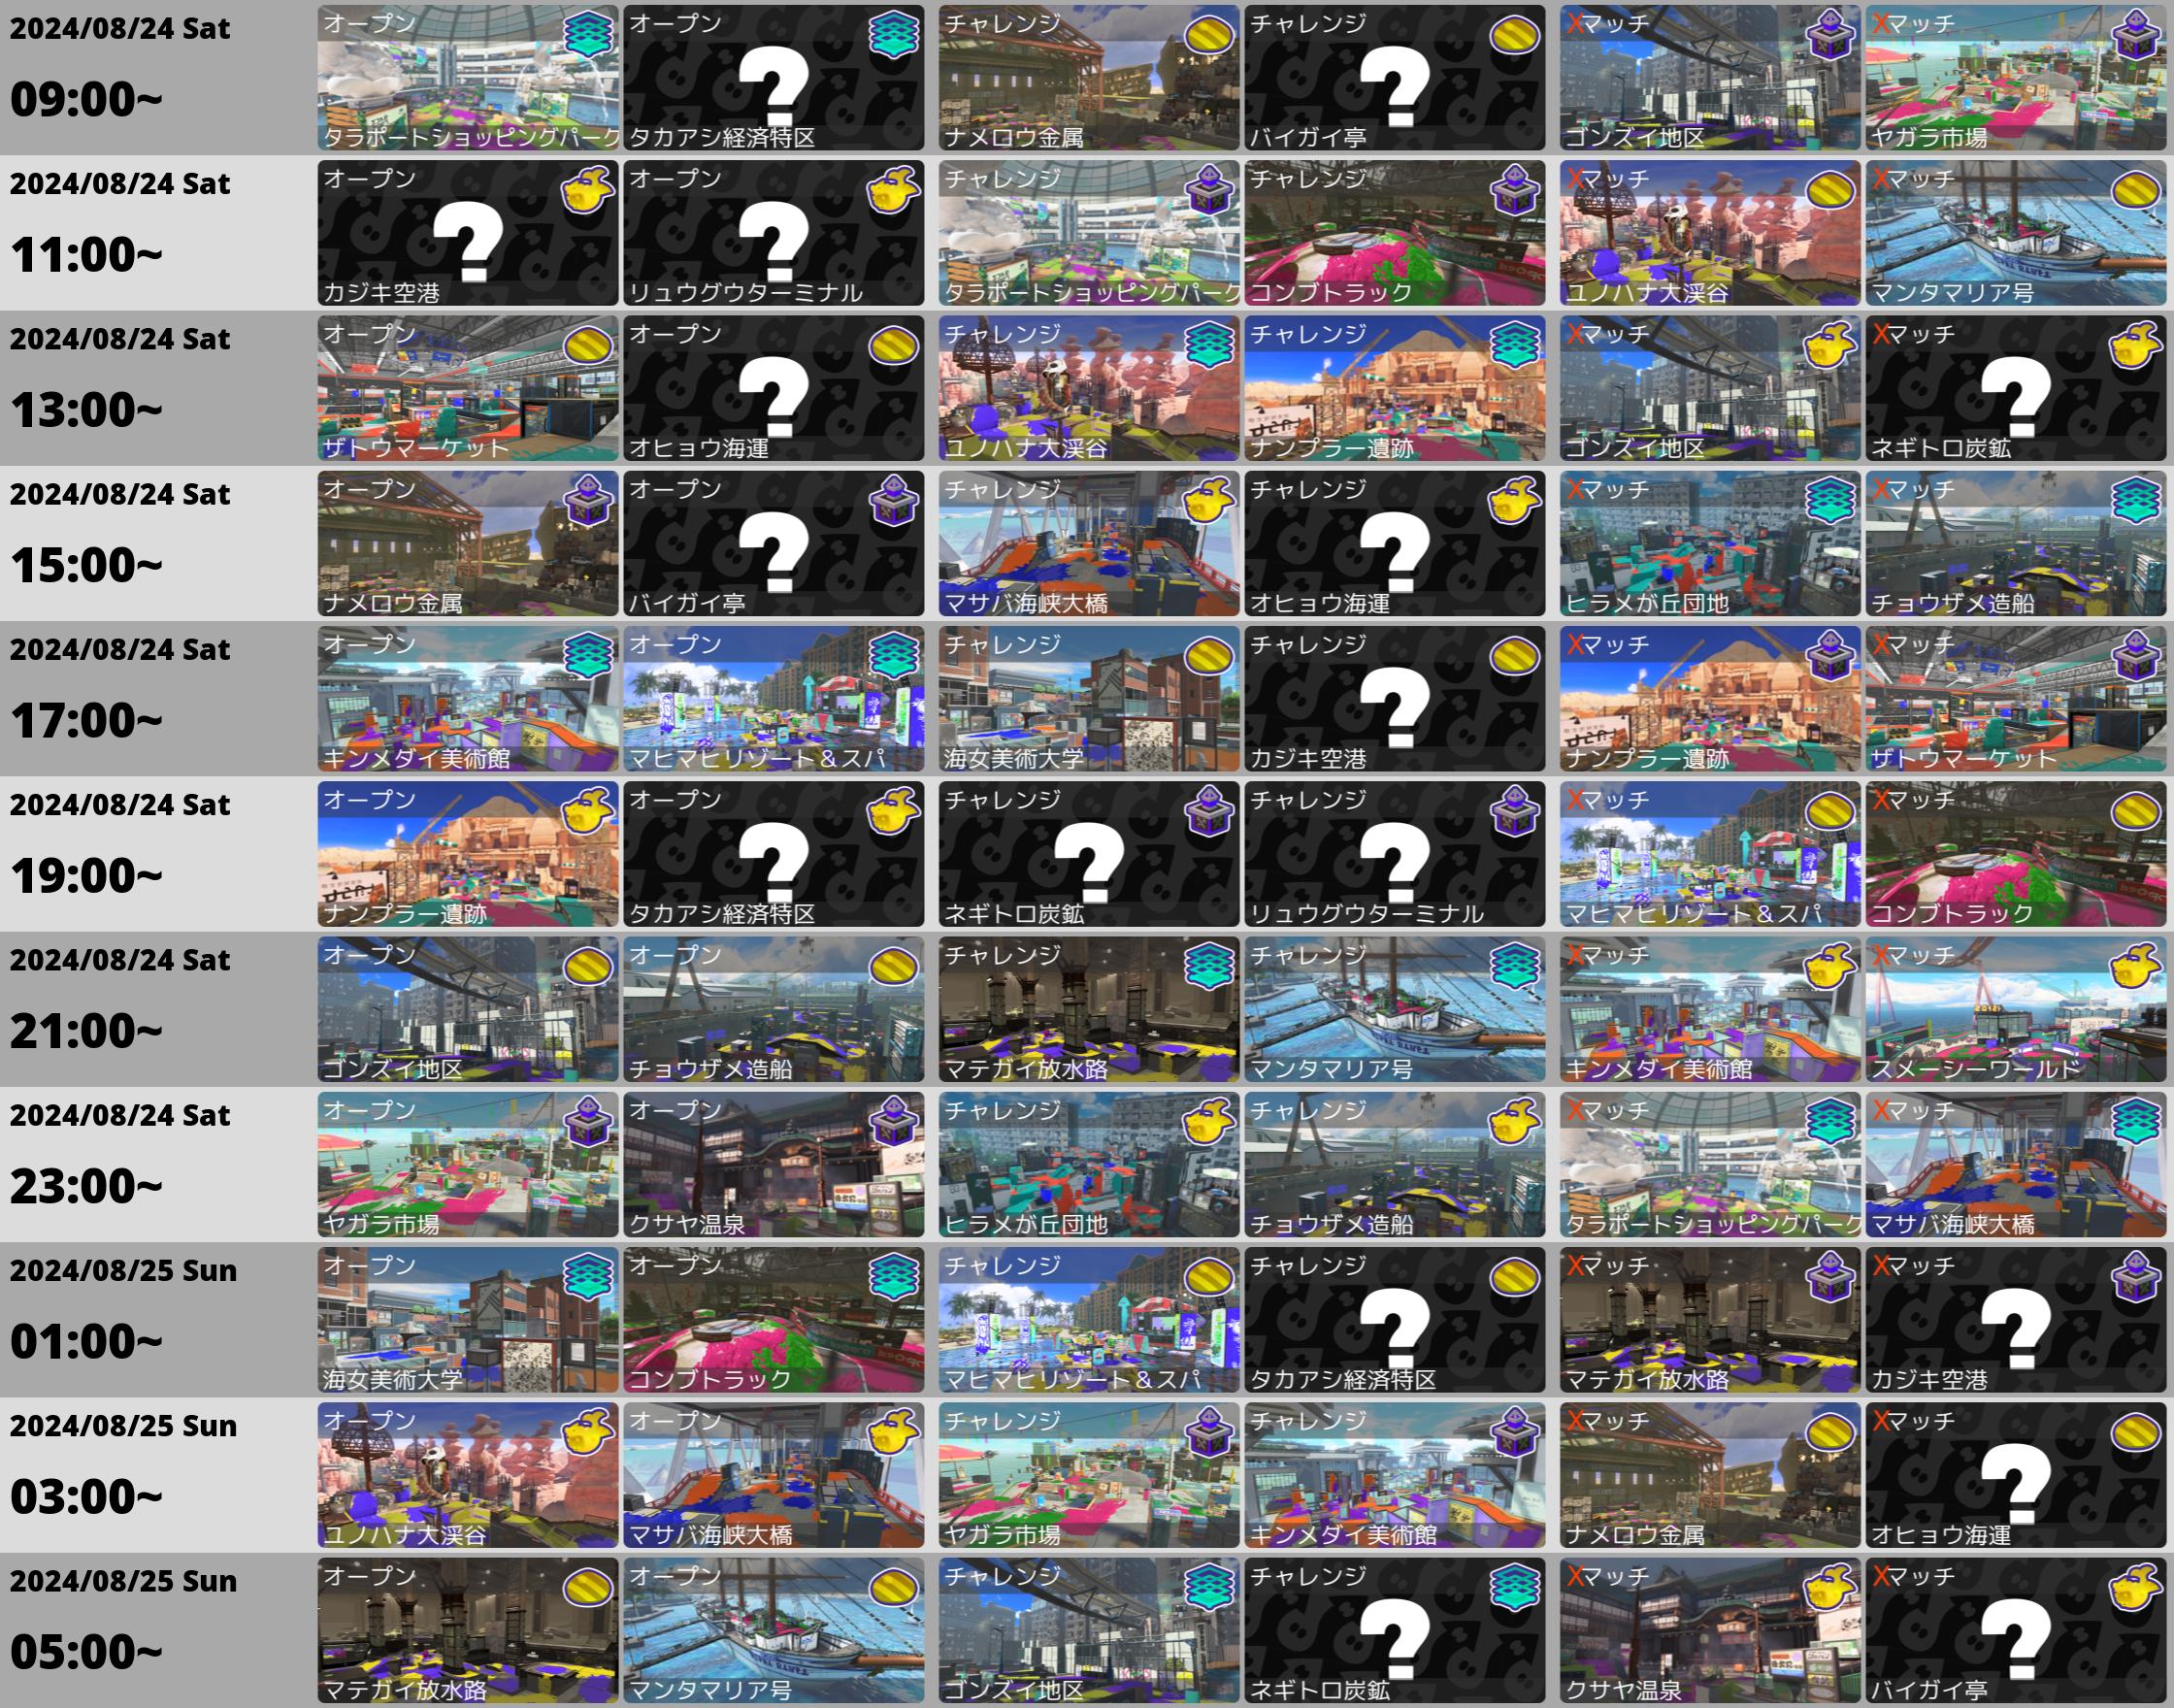 2024/08/24 Sat
09:00~
オープン タラポートショッピングパーク
オープン タカアシ経済特区
チャレンジ ナメロウ金属
チャレンジ バイガイ亭
Xマッチ ゴンズイ地区
Xマッチ ヤガラ市場
2024/08/24 Sat
11:00~
オープン カジキ空港
オープン リュウグウターミナル
チャレンジ タラポートショッピングパーク
チャレンジ コンブトラック
Xマッチ ユノハナ大渓谷
Xマッチ マンタマリア号
2024/08/24 Sat
13:00~
オープン ザトウマーケット
オープン オヒョウ海運
チャレンジ ユノハナ大渓谷
チャレンジ ナンプラー遺跡
Xマッチ ゴンズイ地区
Xマッチ ネギトロ炭鉱
2024/08/24 Sat
15:00~
オープン ナメロウ金属
オープン バイガイ亭
チャレンジ マサバ海峡大橋
チャレンジ オヒョウ海運
Xマッチ ヒラメが丘団地
Xマッチ チョウザメ造船
2024/08/24 Sat
17:00~
オープン キンメダイ美術館
オープン マヒマヒリゾート＆スパ
チャレンジ 海女美術大学
チャレンジ カジキ空港
Xマッチ ナンプラー遺跡
Xマッチ ザトウマーケット
2024/08/24 Sat
19:00~
オープン ナンプラー遺跡
オープン タカアシ経済特区
チャレンジ ネギトロ炭鉱
チャレンジ リュウグウターミナル
Xマッチ マヒマヒリゾート＆スパ
Xマッチ コンブトラック
2024/08/24 Sat
21:00~
オープン ゴンズイ地区
オープン チョウザメ造船
チャレンジ マテガイ放水路
チャレンジ マンタマリア号
Xマッチ キンメダイ美術館
Xマッチ スメーシーワールド
2024/08/24 Sat
23:00~
オープン ヤガラ市場
オープン クサヤ温泉
チャレンジ ヒラメが丘団地
チャレンジ チョウザメ造船
Xマッチ タラポートショッピングパーク
Xマッチ マサバ海峡大橋
2024/08/25 Sun
01:00~
オープン 海女美術大学
オープン コンブトラック
チャレンジ マヒマヒリゾート＆スパ
チャレンジ タカアシ経済特区
Xマッチ マテガイ放水路
Xマッチ カジキ空港
2024/08/25 Sun
03:00~
オープン ユノハナ大渓谷
オープン マサバ海峡大橋
チャレンジ ヤガラ市場
チャレンジ キンメダイ美術館
Xマッチ ナメロウ金属
Xマッチ オヒョウ海運
2024/08/25 Sun
05:00~
オープン マテガイ放水路
オープン マンタマリア号
チャレンジ ゴンズイ地区
チャレンジ ネギトロ炭鉱
Xマッチ クサヤ温泉
Xマッチ バイガイ亭